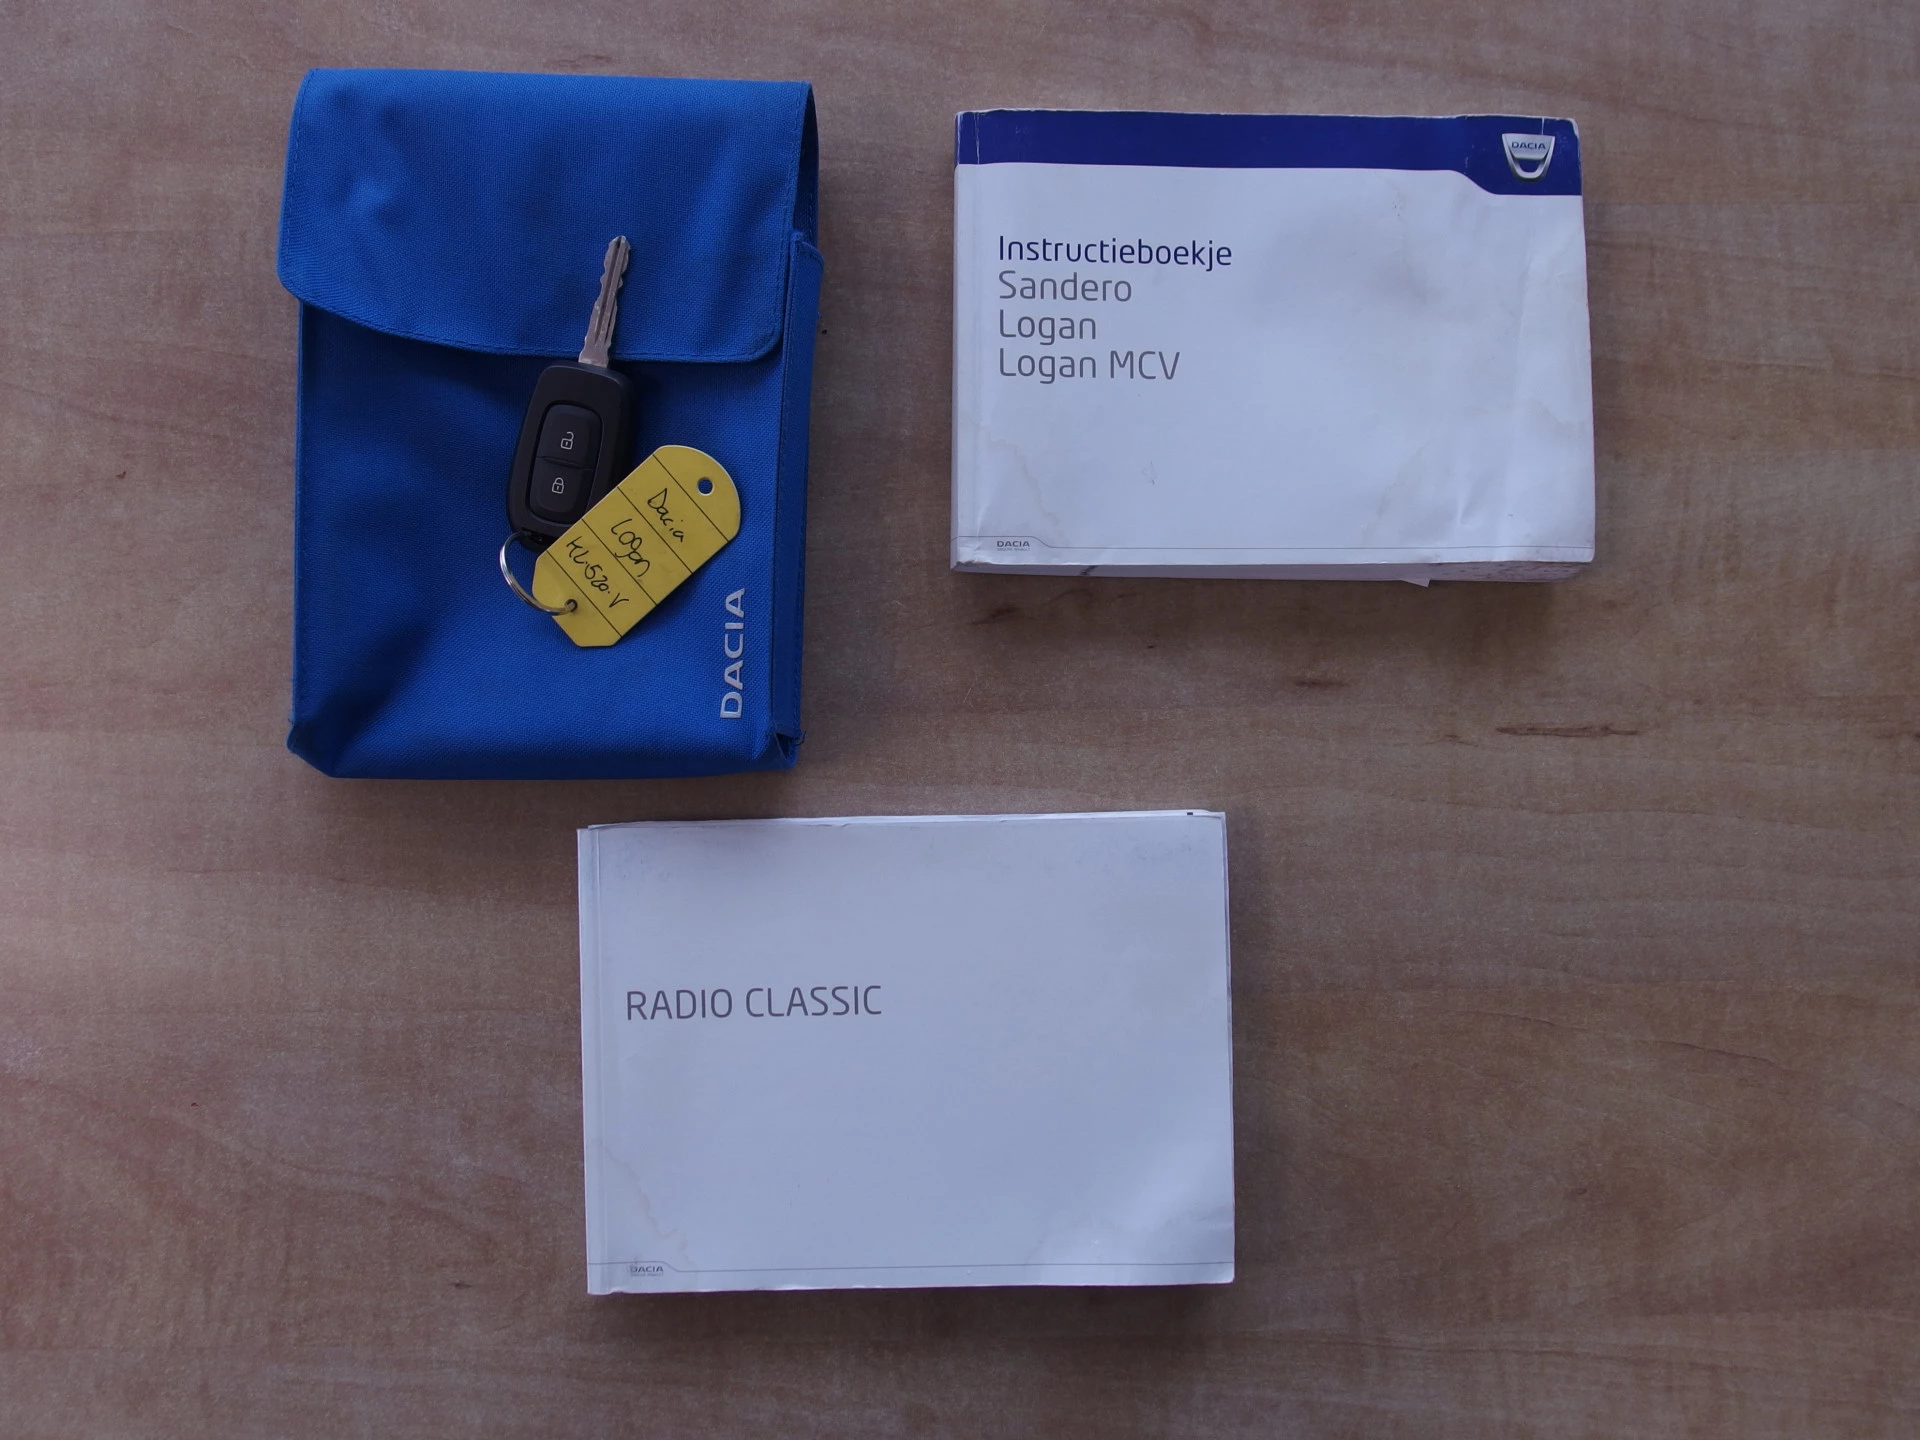 Dacia
Logan
KL-520-V
DACIA
DACIA
Instructieboekje
Sandero
Logan
Logan MCV
DACIA
RADIO CLASSIC
DACIA